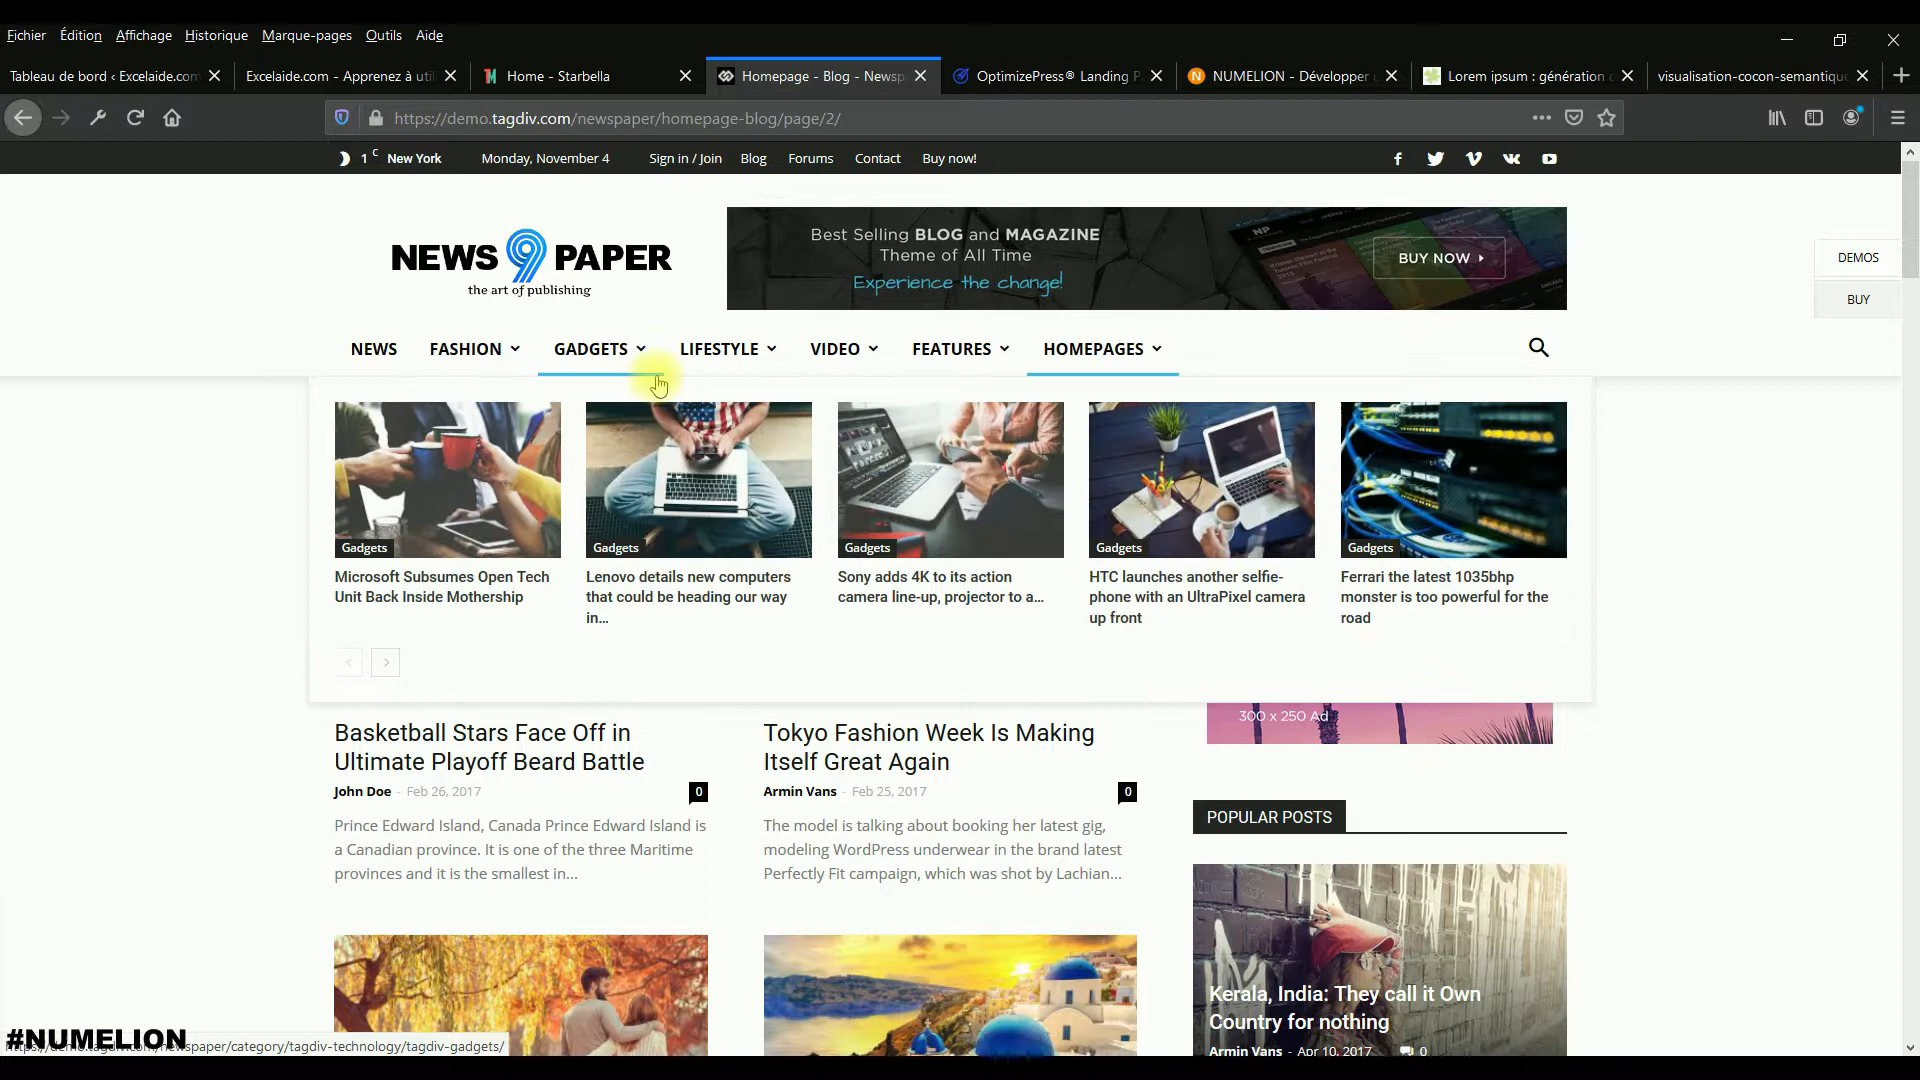 Fichier Édition Affichage Historique Marque-pages Outils Aide
Tableau de bord ‹ Excelaide.com
Excelaide.com - Apprenez à uti
Home - Starbella
Homepage - Blog - Newsp
OptimizePress® Landing P
NUMELION - Développer
Lorem ipsum : génération
visualisation-cocon-semantique
https://demo.tagdiv.com/newspaper/homepage-blog/page/2/
1 C New York Monday, November 4 Sign in / Join Blog Forums Contact Buy now!
NEWS 9 PAPER
the art of publishing
Best Selling BLOG and MAGAZINE
Theme of All Time
Experience the change!
BUY NOW
NP
DEMOS
BUY
NEWS FASHION GADGETS LIFESTYLE VIDEO FEATURES HOMEPAGES
Gadgets
Microsoft Subsumes Open Tech
Unit Back Inside Mothership
Gadgets
Lenovo details new computers
that could be heading our way
in...
Gadgets
Sony adds 4K to its action
camera line-up, projector to a...
Gadgets
HTC launches another selfie-
phone with an UltraPixel camera
up front
Gadgets
Ferrari the latest 1035bhp
monster is too powerful for the
road
300 x 250 Ad
Basketball Stars Face Off in
Ultimate Playoff Beard Battle
John Doe - Feb 26, 2017 0
Prince Edward Island, Canada Prince Edward Island is
a Canadian province. It is one of the three Maritime
provinces and it is the smallest in...
Tokyo Fashion Week Is Making
Itself Great Again
Armin Vans - Feb 25, 2017 0
The model is talking about booking her latest gig,
modeling WordPress underwear in the brand latest
Perfectly Fit campaign, which was shot by Lachian...
POPULAR POSTS
Kerala, India: They call it Own
Country for nothing
Armin Vans - Apr 10, 2017 0
#NUMELION
https://demo.tagdiv.com/newspaper/category/tagdiv-technology/tagdiv-gadgets/